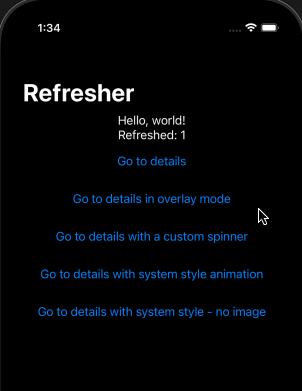 1:34
Refresher
Hello, world!
Refreshed: 1
Go to details
Go to details in overlay mode
Go to details with a custom spinner
Go to details with system style animation
Go to details with system style - no image